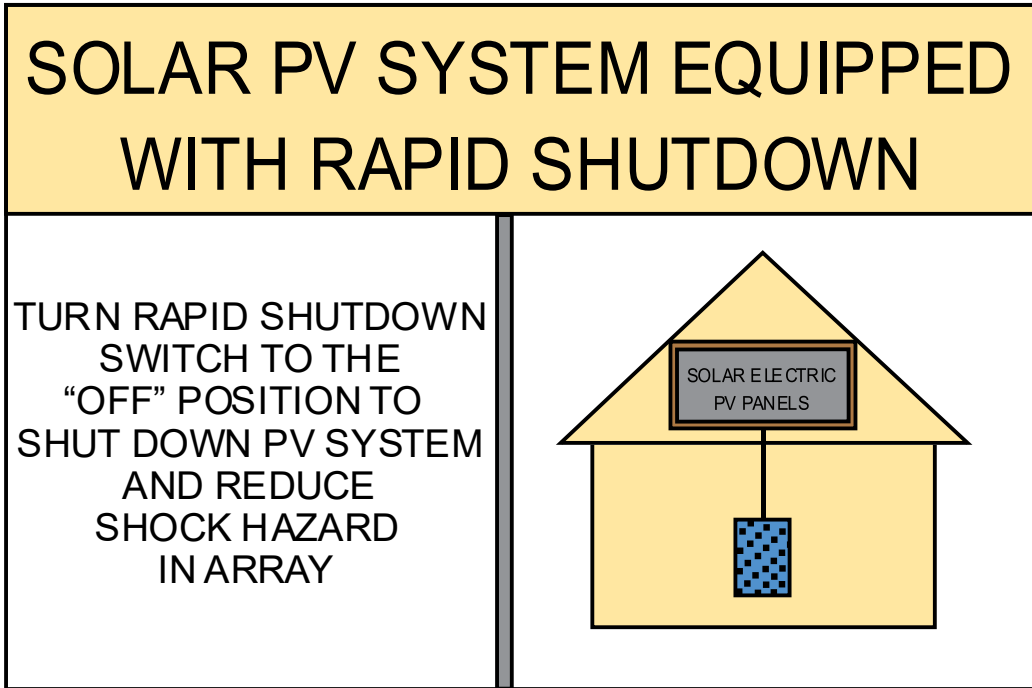 SOLAR PV SYSTEM EQUIPPED
WITH RAPID SHUTDOWN
TURN RAPID SHUTDOWN
SWITCH TO THE
“OFF” POSITION TO
SHUT DOWN PV SYSTEM
AND REDUCE
SHOCK HAZARD
IN ARRAY
SOLAR ELECTRIC
PV PANELS